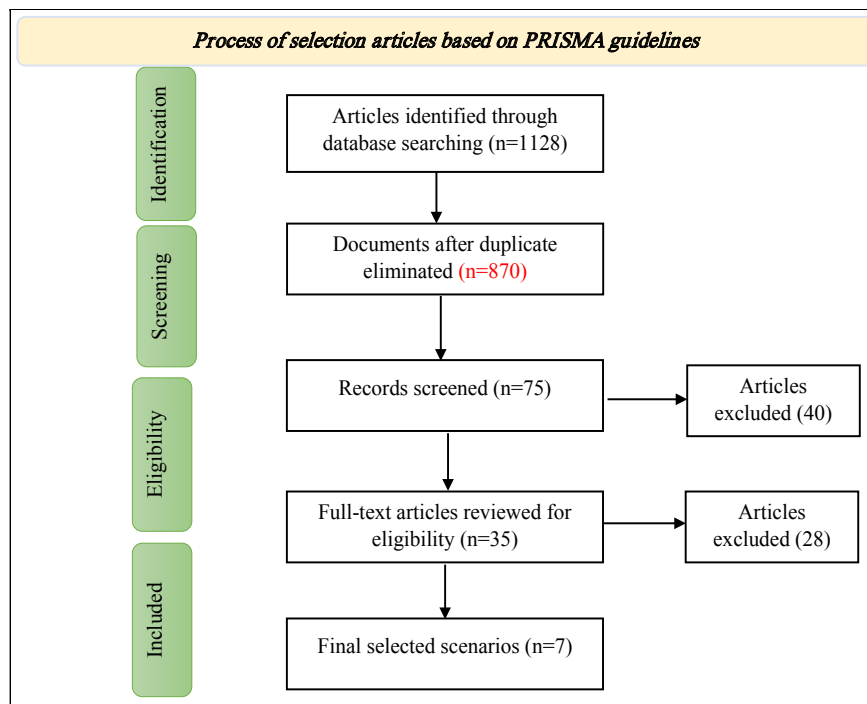 Process of selection articles based on PRISMA guidelines
Identification
Articles identified through
database searching (n=1128)
Screening
Documents after duplicate
eliminated (n=870)
Records screened (n=75)
Articles
excluded (40)
Eligibility
Full-text articles reviewed for
eligibility (n=35)
Articles
excluded (28)
Included
Final selected scenarios (n=7)